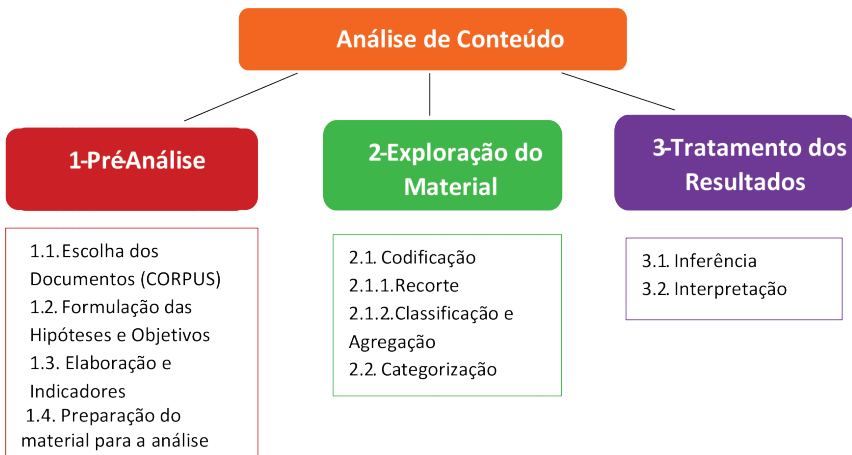 Análise de Conteúdo
1-Pré-Análise
1.1.Escolha dos
Documentos (CORPUS)
1.2. Formulação das
Hipóteses e Objetivos
1.3. Elaboração e
Indicadores
1.4. Preparação do
material para a análise
2-Exploração do
Material
2.1. Codificação
2.1.1.Recorte
2.1.2.Classificação e
Agregação
2.2. Categorização
3-Tratamento dos
Resultados
3.1. Inferência
3.2. Interpretação